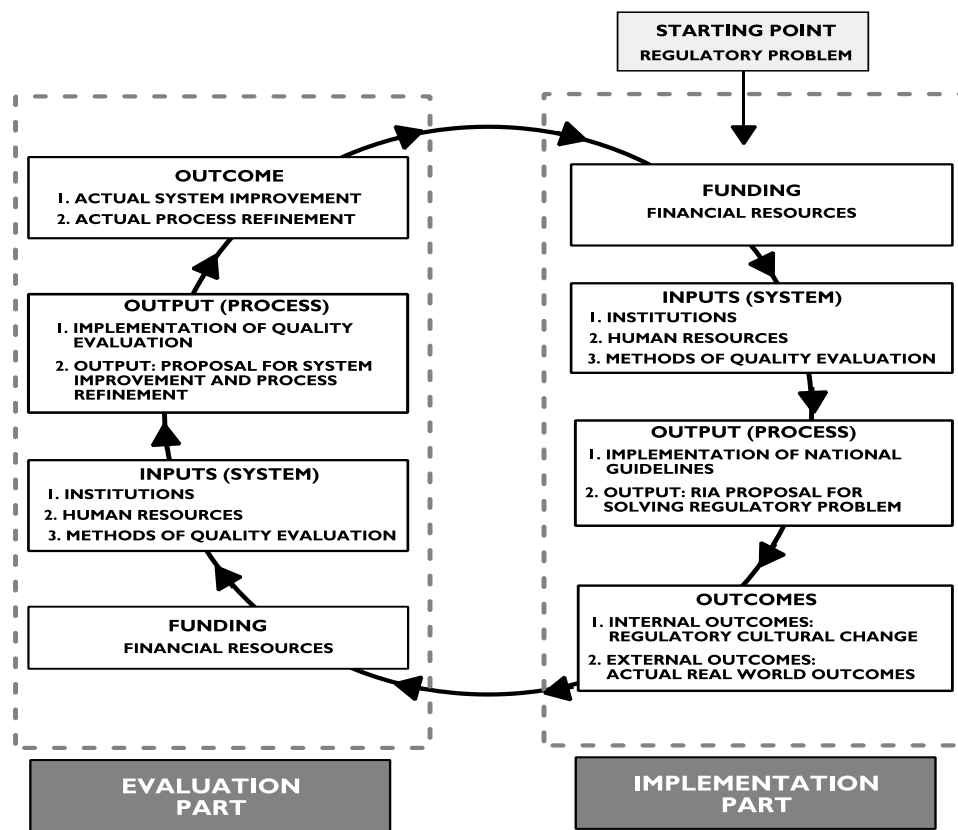 STARTING POINT
REGULATORY PROBLEM
OUTCOME
1. ACTUAL SYSTEM IMPROVEMENT
2. ACTUAL PROCESS REFINEMENT
OUTPUT (PROCESS)
1. IMPLEMENTATION OF QUALITY
EVALUATION
2. OUTPUT: PROPOSAL FOR SYSTEM
IMPROVEMENT AND PROCESS
REFINEMENT
INPUTS (SYSTEM)
1. INSTITUTIONS
2. HUMAN RESOURCES
3. METHODS OF QUALITY EVALUATION
FUNDING
FINANCIAL RESOURCES
EVALUATION
PART
FUNDING
FINANCIAL RESOURCES
INPUTS (SYSTEM)
1. INSTITUTIONS
2. HUMAN RESOURCES
3. METHODS OF QUALITY EVALUATION
OUTPUT (PROCESS)
1. IMPLEMENTATION OF NATIONAL
GUIDELINES
2. OUTPUT: RIA PROPOSAL FOR
SOLVING REGULATORY PROBLEM
OUTCOMES
1. INTERNAL OUTCOMES:
REGULATORY CULTURAL CHANGE
2. EXTERNAL OUTCOMES:
ACTUAL REAL WORLD OUTCOMES
IMPLEMENTATION
PART